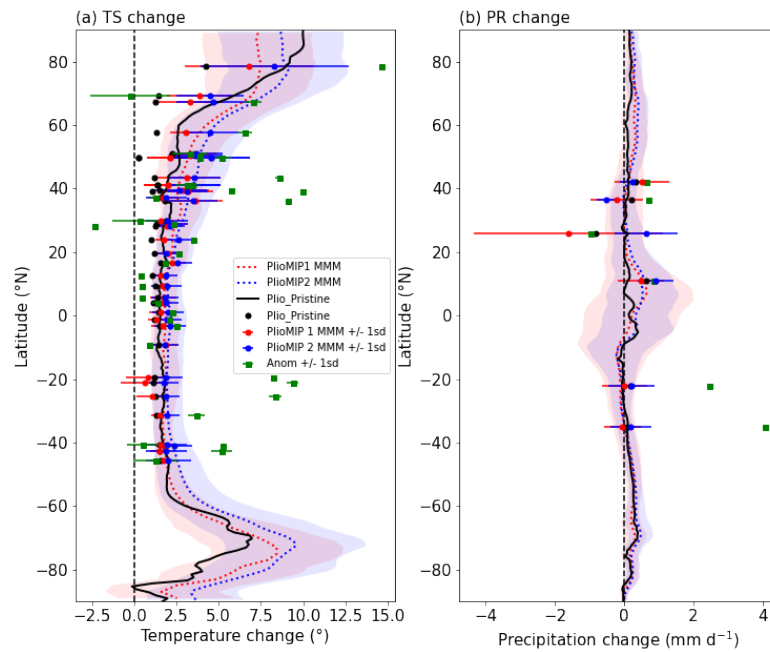 (a) TS change
(b) PR change
80
60
40
20
0
−20
−40
−60
−80
Latitude (°N)
−2.5 0.0 2.5 5.0 7.5 10.0 12.5 15.0
Temperature change (°)
PlioMIP1 MMM
PlioMIP2 MMM
Plio_Pristine
Plio_Pristine
PlioMIP 1 MMM +/- 1sd
PlioMIP 2 MMM +/- 1sd
Anom +/- 1sd
80
60
40
20
0
−20
−40
−60
−80
Latitude (°N)
−4 −2 0 2 4
Precipitation change (mm d⁻¹)